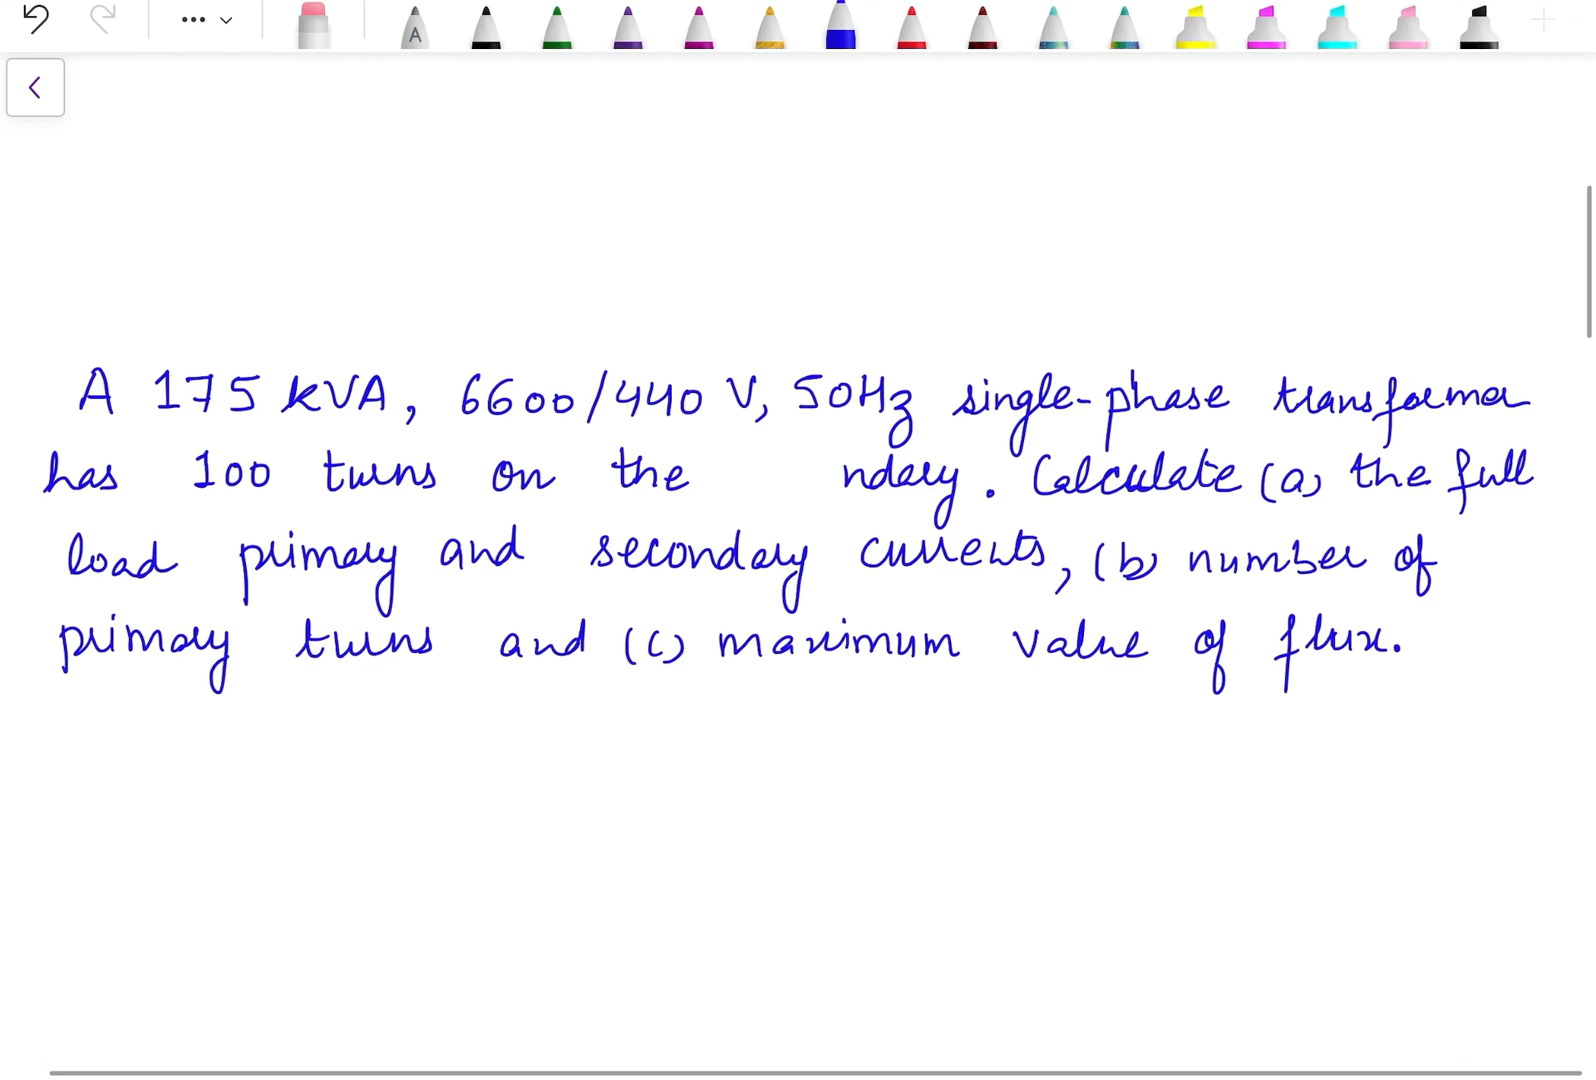 A 175 kVA, 6600/440 V, 50Hz single-phase transformer
has 100 turns on the ndary. Calculate (a) the full
load primary and secondary currents, (b) number of
primary turns and (c) maximum value of flux.